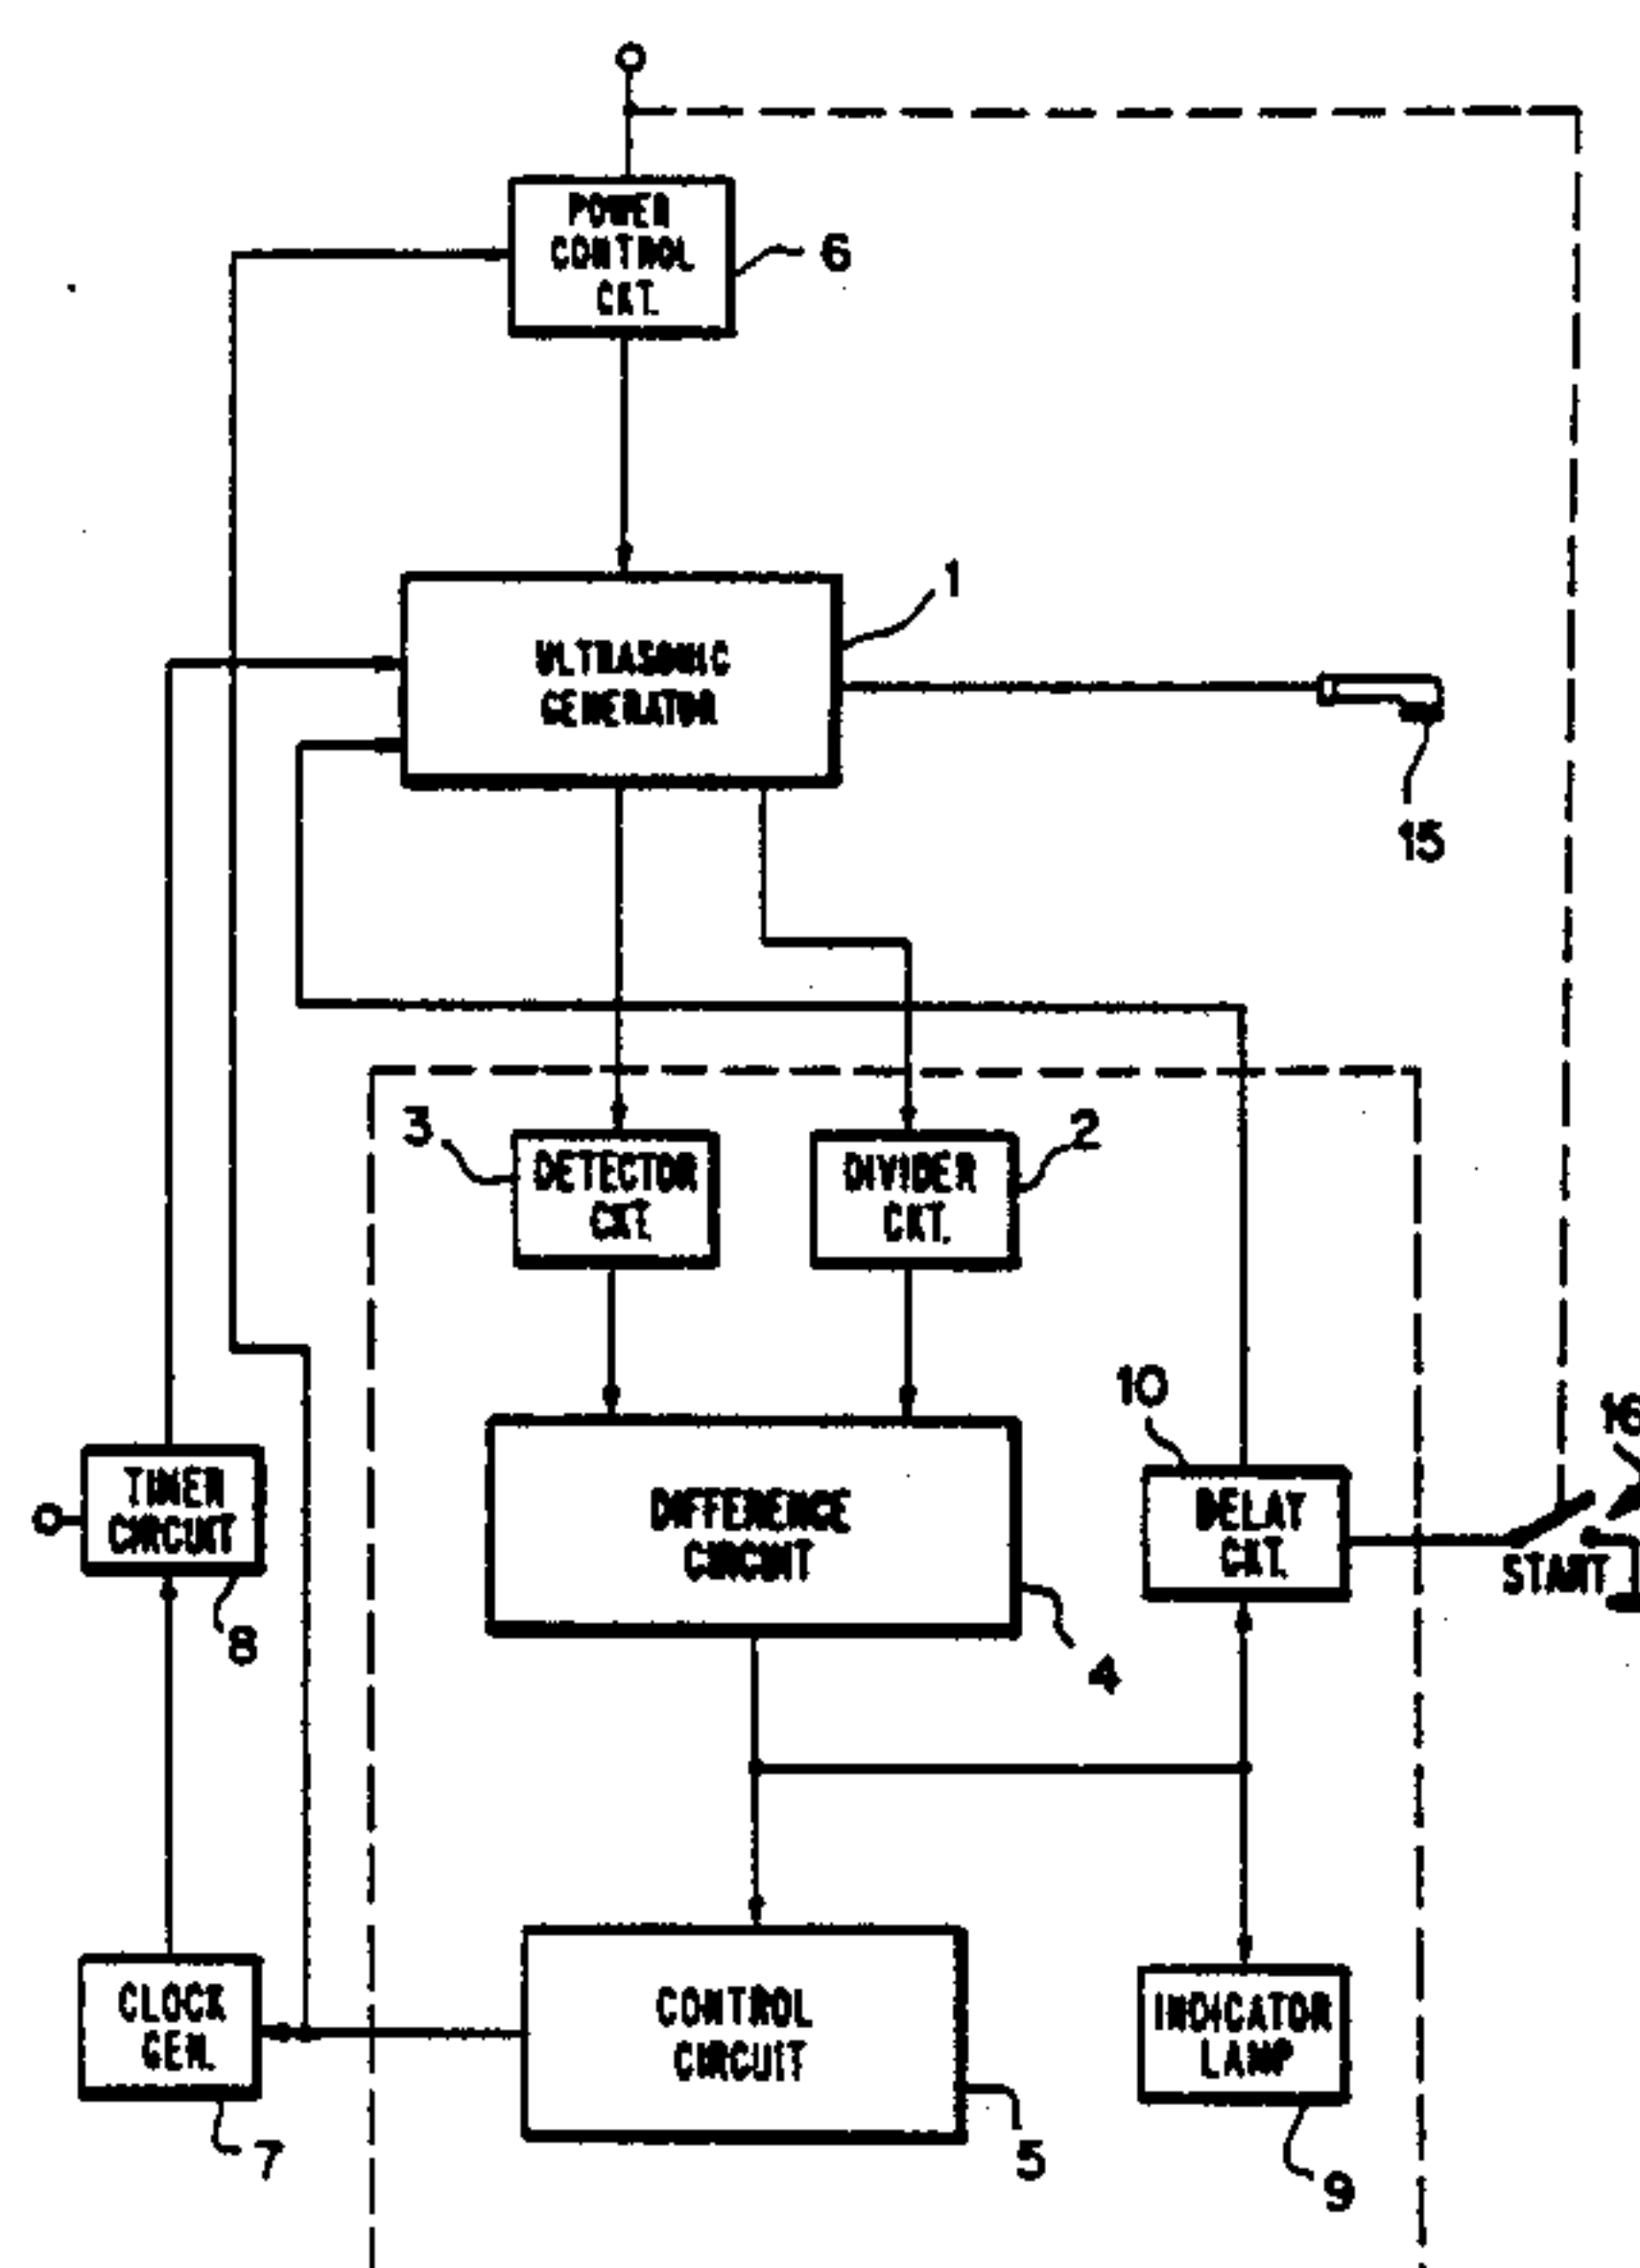 POWER
CONTROL
CKT.
6
1
ULTRASONIC
GENERATOR
15
3
2
DETECTOR
CKT.
DIVIDER
CKT.
10
16
TIMER
CIRCUIT
DIFFERENCE
CIRCUIT
DELAY
CKT.
START
8
4
CLOCK
GEN.
CONTROL
CIRCUIT
INDICATOR
LAMP
7
5
9